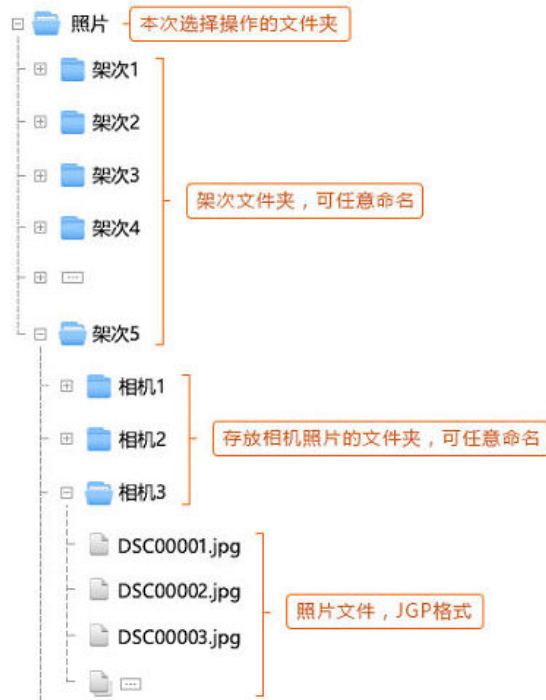 照片 本次选择操作的文件夹
架次1
架次2
架次3
架次4
架次文件夹，可任意命名
...
架次5
相机1
相机2
存放相机照片的文件夹，可任意命名
相机3
DSC00001.jpg
DSC00002.jpg
照片文件，JGP格式
DSC00003.jpg
...